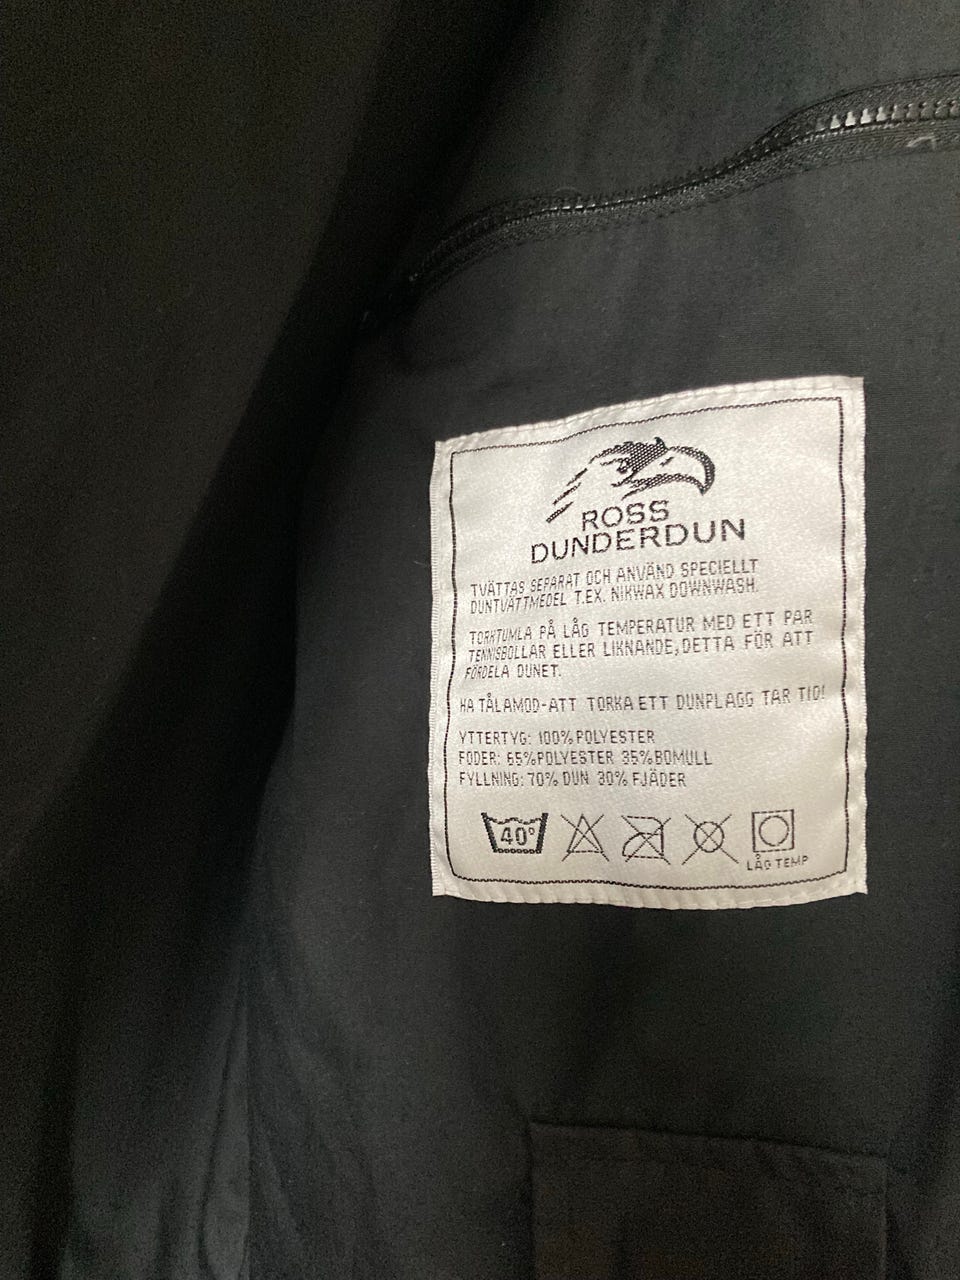 ROSS
DUNDERDUN
TVÄTTAS SEPARAT OCH ANVÄND SPECIELLT
DUNTVÄTTMEDEL T.EX. NIKWAX DOWNWASH.
TORKTUMLA PÅ LÅG TEMPERATUR MED ETT PAR
TENNISBOLLAR ELLER LIKNANDE,DETTA FÖR ATT
FÖRDELA DUNET.
HA TÅLAMOD-ATT TORKA ETT DUNPLAGG TAR TID!
YTTERTYG: 100% POLYESTER
FODER: 65%POLYESTER 35%BOMULL
FYLLNING: 70% DUN 30% FJÄDER
40°
LÅG TEMP